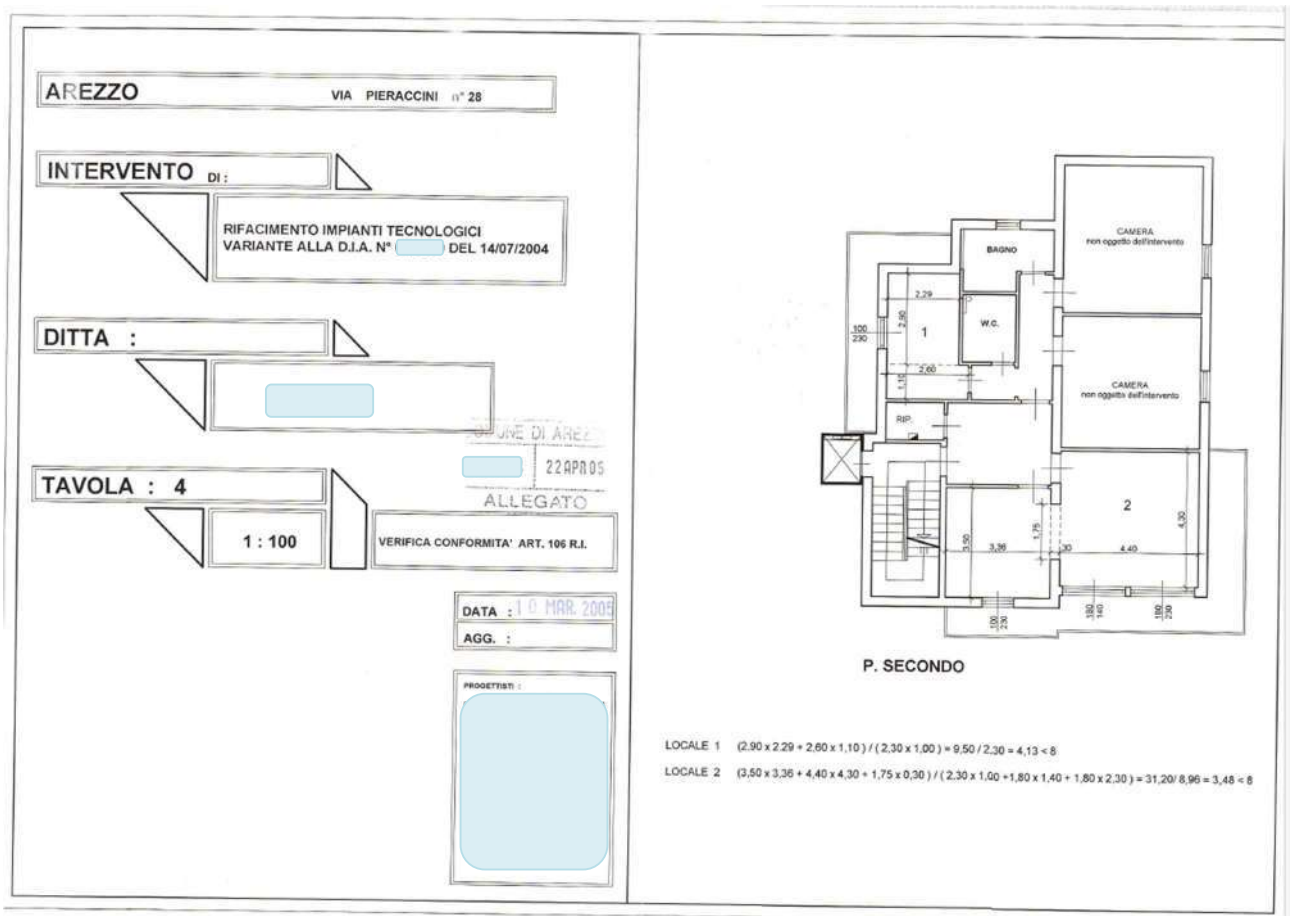 AREZZO VIA PIERACCINI n° 28
INTERVENTO DI :
RIFACIMENTO IMPIANTI TECNOLOGICI
VARIANTE ALLA D.I.A. N° DEL 14/07/2004
DITTA :
DI AREZ
22 APR 05
ALLEGATO
TAVOLA : 4
1 : 100
VERIFICA CONFORMITA' ART. 106 R.I.
DATA : 10 MAR. 2005
AGG. :
PROGETTISTI :
CAMERA
non oggetto dell'intervento
BAGNO
2,29
2,90
1
W.C.
100
230
2,60
1,10
CAMERA
non oggetto dell'intervento
RIP.
2
4,30
1,75
3,50
3,36
30
4,40
100
230
180
140
180
230
P. SECONDO
LOCALE 1 (2,90 x 2,29 + 2,60 x 1,10 ) / ( 2,30 x 1,00 ) = 9,50 / 2,30 = 4,13 < 8
LOCALE 2 (3,50 x 3,36 + 4,40 x 4,30 + 1,75 x 0,30 ) / ( 2,30 x 1,00 +1,80 x 1,40 + 1,80 x 2,30 ) = 31,20/ 8,96 = 3,48 < 8